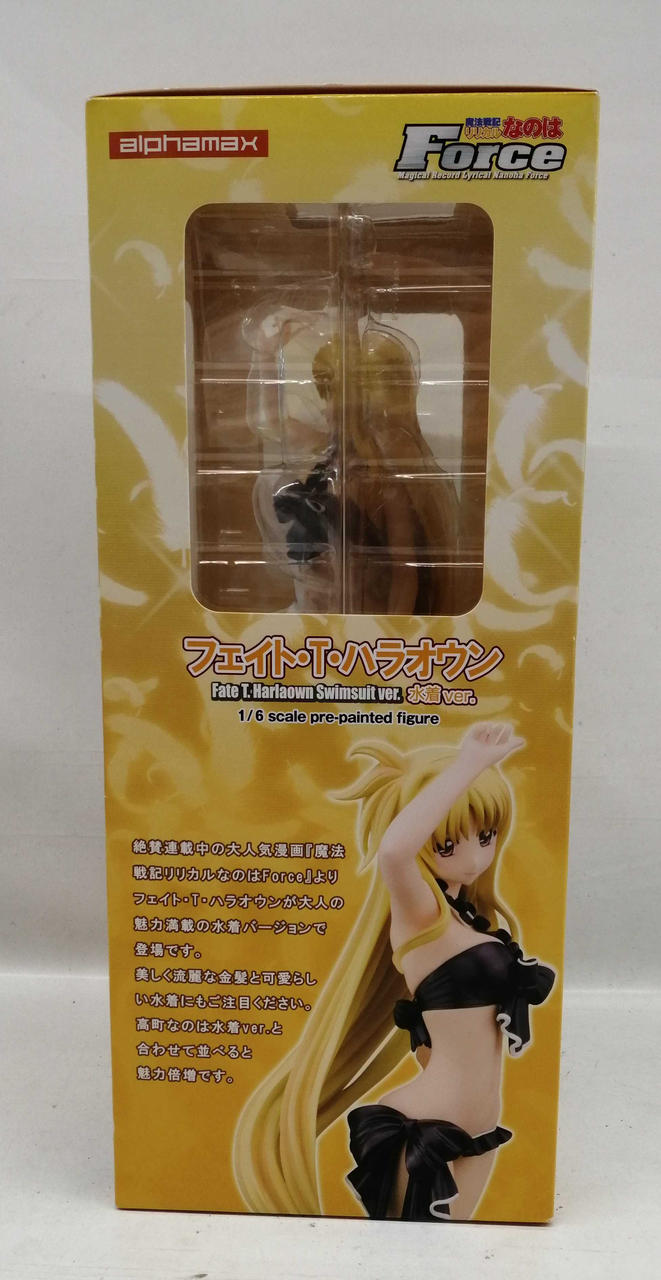 alphamax
魔法戦記
リリカルなのは
Force
Magical Record Lyrical Nanoha Force
フェイト・T・ハラオウン
Fate T. Harlaown Swimsuit ver. 水着 ver.
1/6 scale pre-painted figure
絶賛連載中の大人気漫画『魔法
戦記リリカルなのはForce』より
フェイト・T・ハラオウンが大人の
魅力満載の水着バージョンで
登場です。
美しく流麗な金髪と可愛らし
い水着にもご注目ください。
高町なのは水着ver.と
合わせて並べると
魅力倍増です。